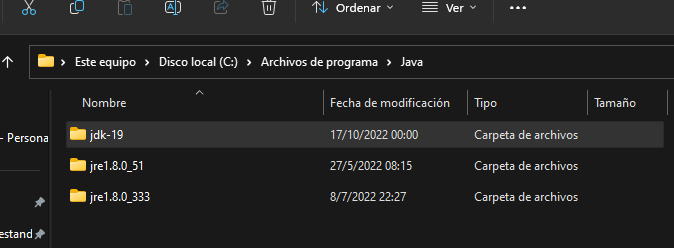 Ordenar
Ver
Este equipo > Disco local (C:) > Archivos de programa > Java
Nombre Fecha de modificación Tipo Tamaño
jdk-19 17/10/2022 00:00 Carpeta de archivos
- Persona
jre1.8.0_51 27/5/2022 08:15 Carpeta de archivos
jre1.8.0_333 8/7/2022 22:27 Carpeta de archivos
estand